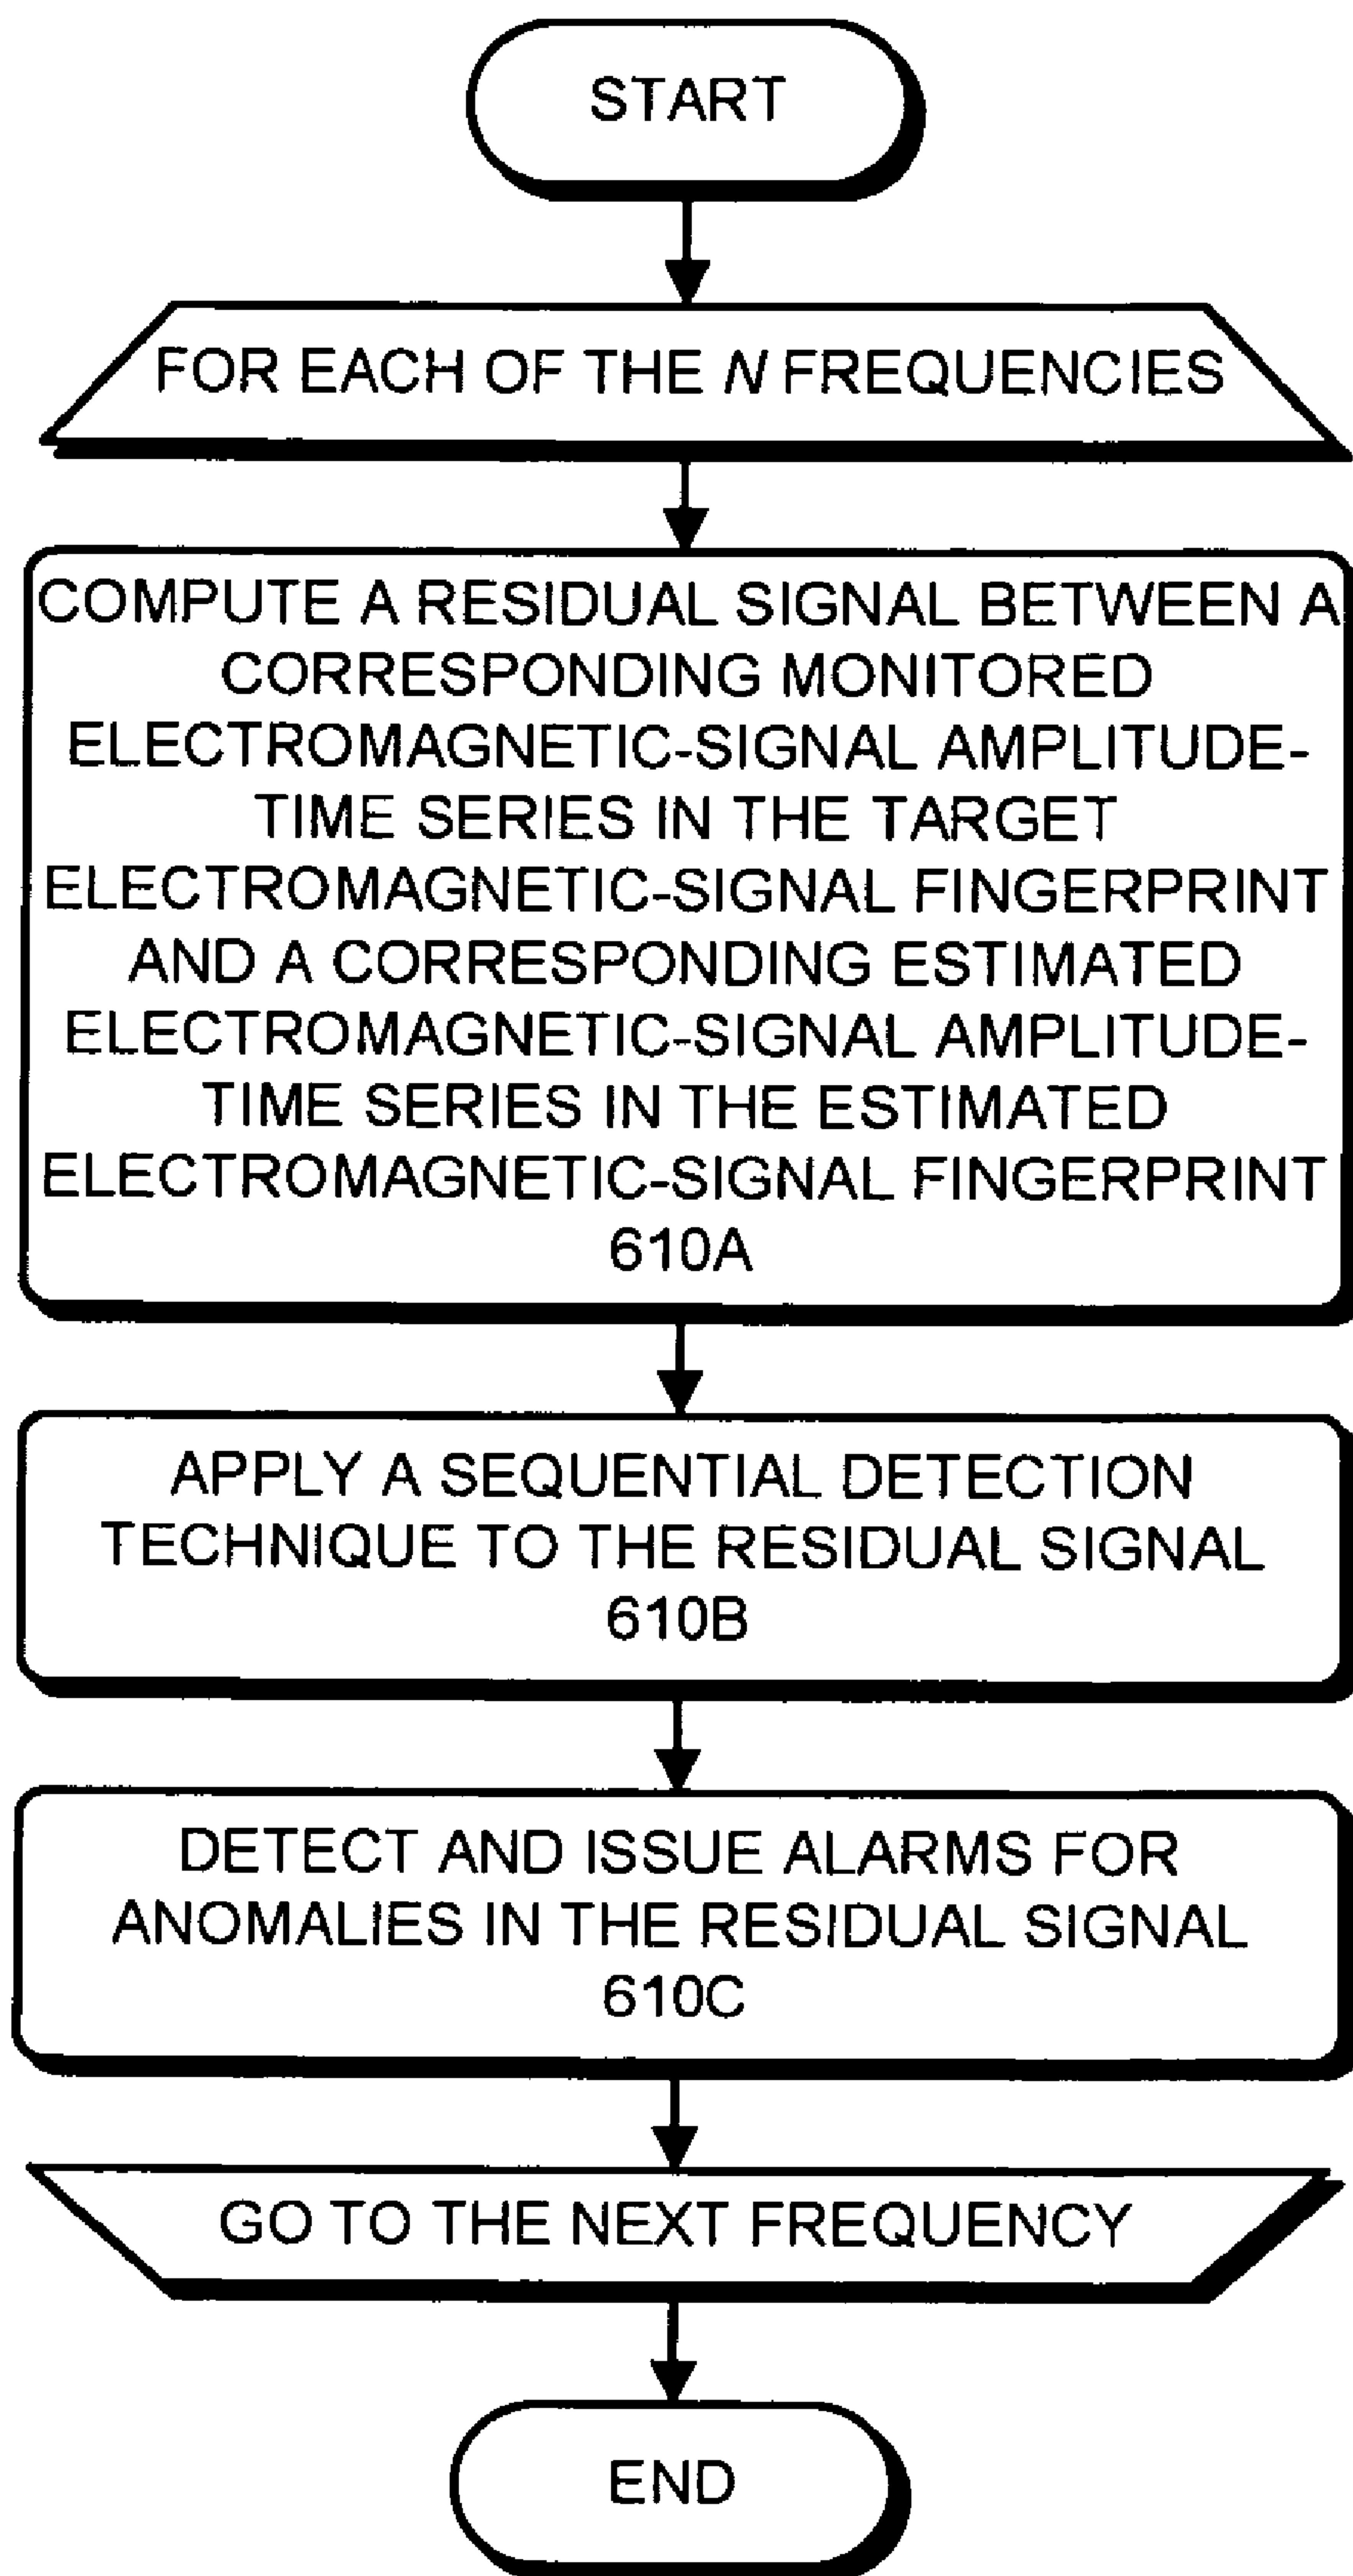 START
FOR EACH OF THE N FREQUENCIES
COMPUTE A RESIDUAL SIGNAL BETWEEN A
CORRESPONDING MONITORED
ELECTROMAGNETIC-SIGNAL AMPLITUDE-
TIME SERIES IN THE TARGET
ELECTROMAGNETIC-SIGNAL FINGERPRINT
AND A CORRESPONDING ESTIMATED
ELECTROMAGNETIC-SIGNAL AMPLITUDE-
TIME SERIES IN THE ESTIMATED
ELECTROMAGNETIC-SIGNAL FINGERPRINT
610A
APPLY A SEQUENTIAL DETECTION
TECHNIQUE TO THE RESIDUAL SIGNAL
610B
DETECT AND ISSUE ALARMS FOR
ANOMALIES IN THE RESIDUAL SIGNAL
610C
GO TO THE NEXT FREQUENCY
END